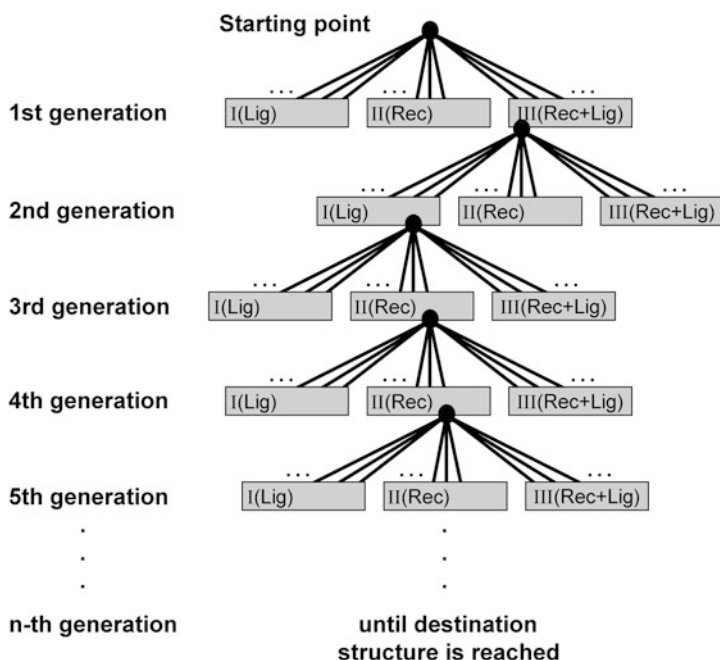 Starting point
... ... ...
1st generation I(Lig) II(Rec) III(Rec+Lig)
... ... ...
2nd generation I(Lig) II(Rec) III(Rec+Lig)
... ... ...
3rd generation I(Lig) II(Rec) III(Rec+Lig)
... ... ...
4th generation I(Lig) II(Rec) III(Rec+Lig)
... ... ...
5th generation I(Lig) II(Rec) III(Rec+Lig)
. .
. .
. .
n-th generation until destination
structure is reached